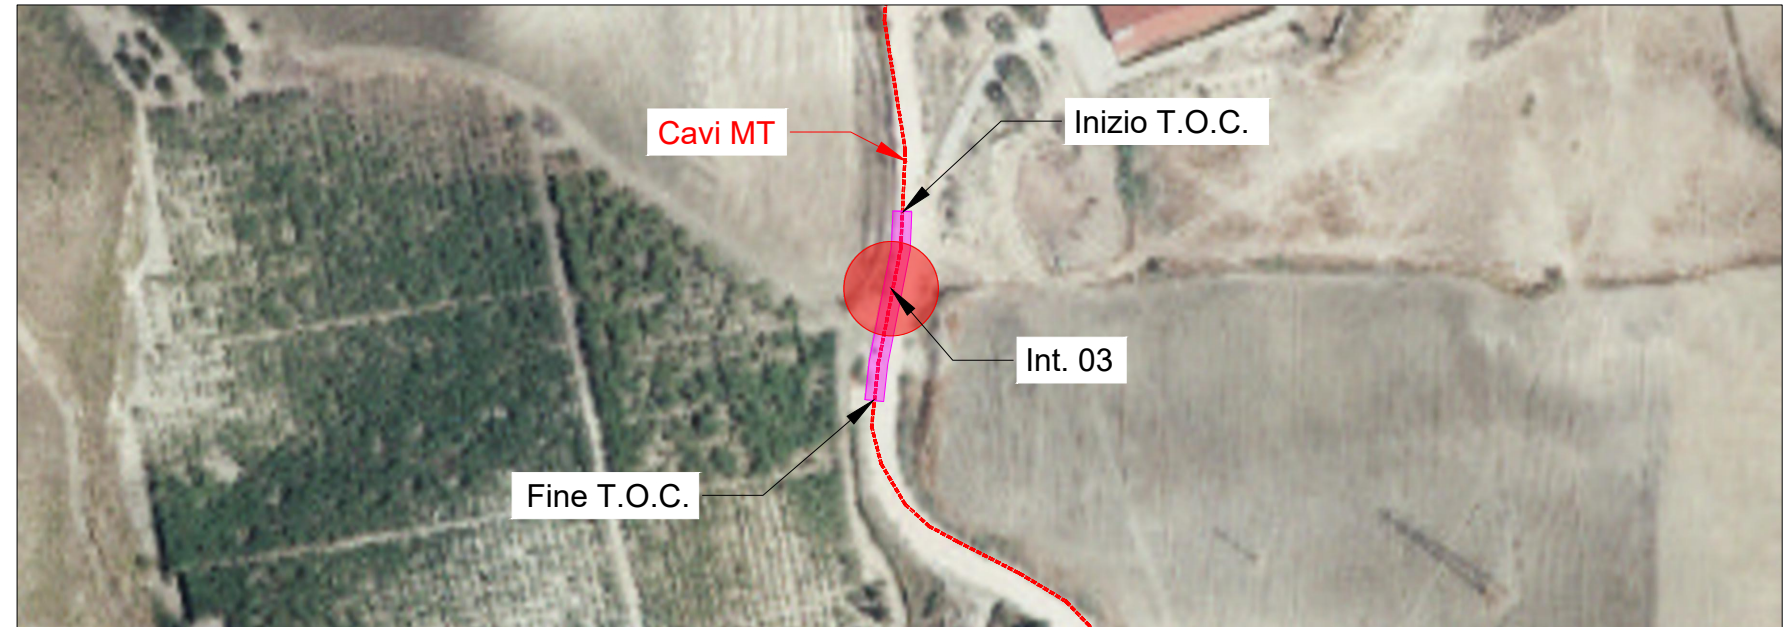 Cavi MT
Inizio T.O.C.
Int. 03
Fine T.O.C.